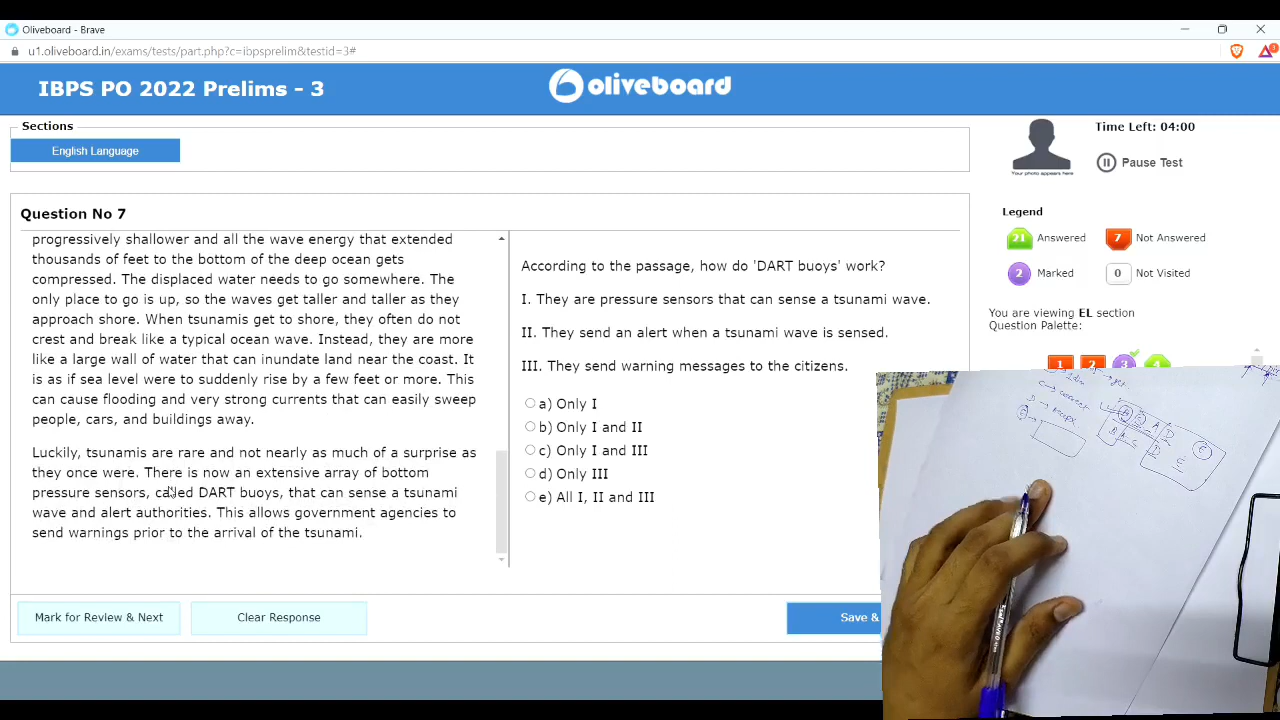 Oliveboard - Brave
u1.oliveboard.in/exams/tests/part.php?c=ibpsprelim&testid=3#
IBPS PO 2022 Prelims - 3
oliveboard
Sections
English Language
Your photo appears here
Time Left: 04:00
Pause Test
Question No 7
progressively shallower and all the wave energy that extended
thousands of feet to the bottom of the deep ocean gets
compressed. The displaced water needs to go somewhere. The
only place to go is up, so the waves get taller and taller as they
approach shore. When tsunamis get to shore, they often do not
crest and break like a typical ocean wave. Instead, they are more
like a large wall of water that can inundate land near the coast. It
is as if sea level were to suddenly rise by a few feet or more. This
can cause flooding and very strong currents that can easily sweep
people, cars, and buildings away.
Luckily, tsunamis are rare and not nearly as much of a surprise as
they once were. There is now an extensive array of bottom
pressure sensors, called DART buoys, that can sense a tsunami
wave and alert authorities. This allows government agencies to
send warnings prior to the arrival of the tsunami.
According to the passage, how do 'DART buoys' work?
I. They are pressure sensors that can sense a tsunami wave.
II. They send an alert when a tsunami wave is sensed.
III. They send warning messages to the citizens.
a) Only I
b) Only I and II
c) Only I and III
d) Only III
e) All I, II and III
Legend
21 Answered
7 Not Answered
2 Marked
0 Not Visited
You are viewing EL section
Question Palette:
1 2 3 4
Mark for Review & Next
Clear Response
Save &